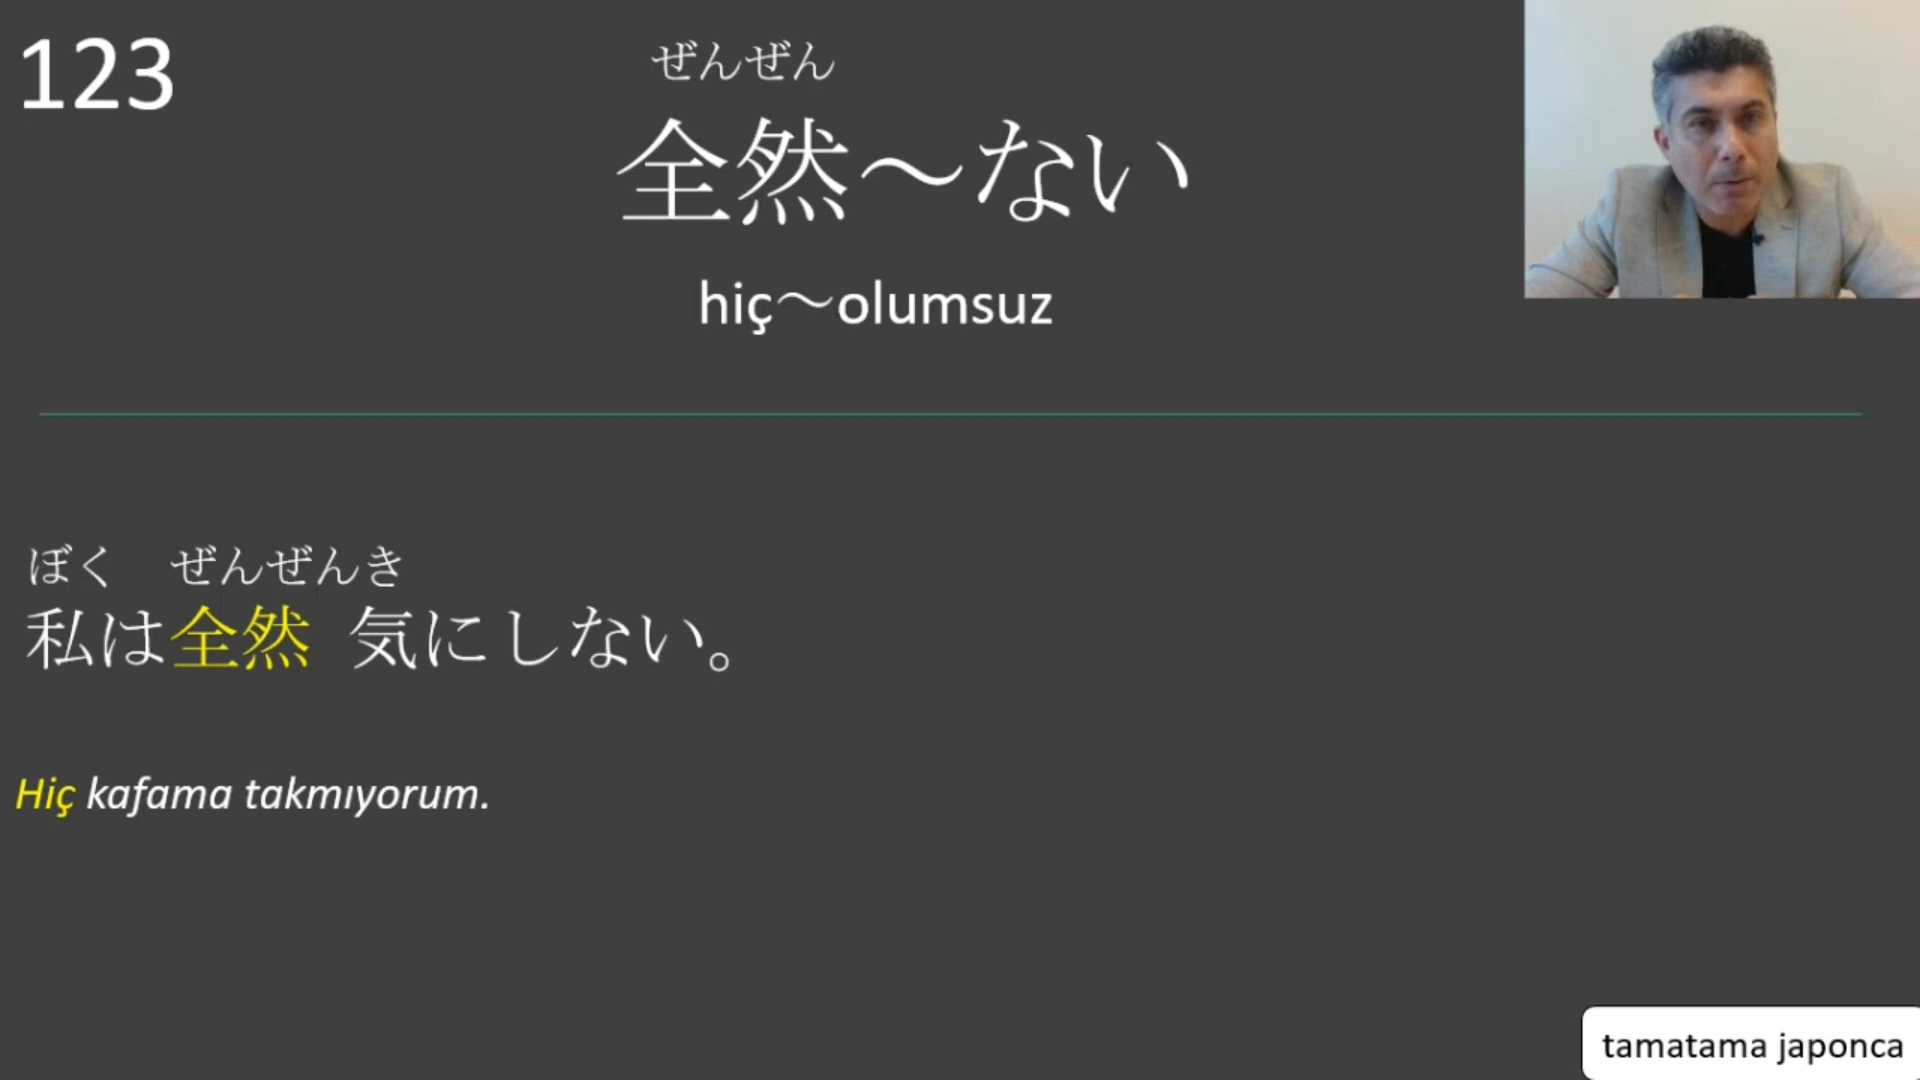 123
ぜんぜん
全然～ない
hiç～olumsuz
ぼく ぜんぜんき
私は全然 気にしない。
Hiç kafama takmıyorum.
tamatama japonca